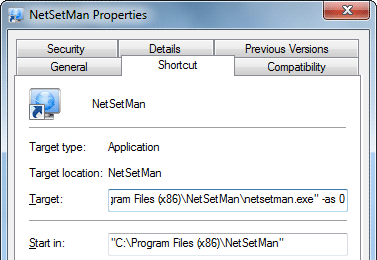 NetSetMan Properties
Security Details Previous Versions
General Shortcut Compatibility
NetSetMan
Target type: Application
Target location: NetSetMan
Target: gram Files (x86)\NetSetMan\netsetman.exe" -as 0
Start in: "C:\Program Files (x86)\NetSetMan"